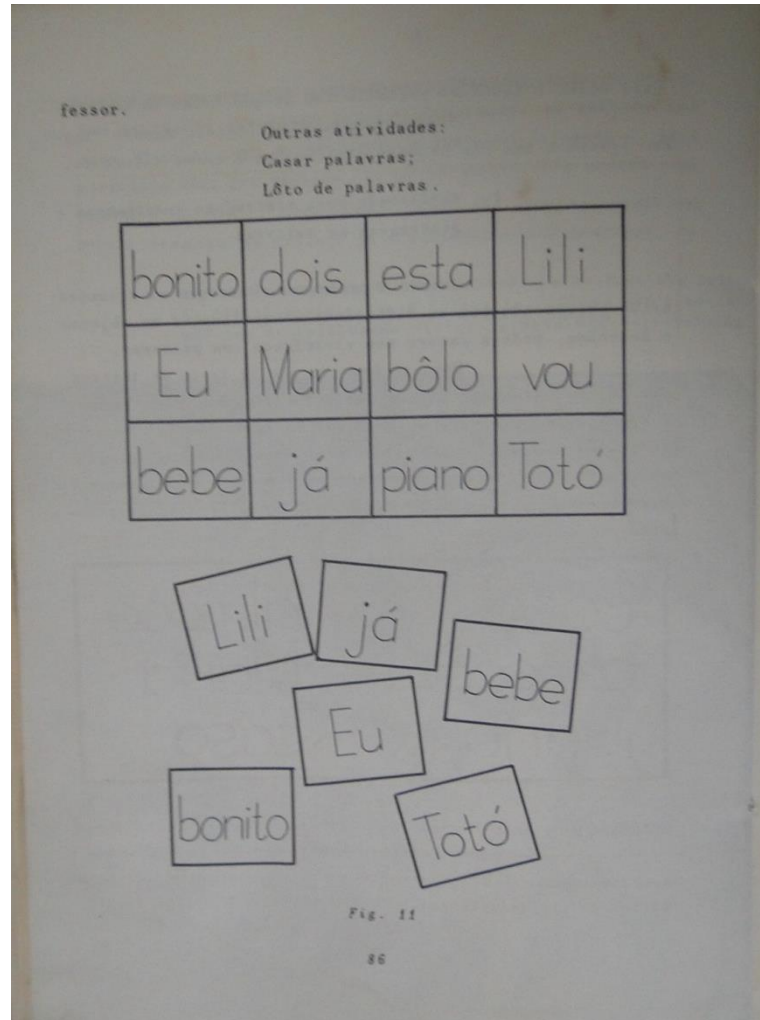 fessor.
Outras atividades:
Casar palavras;
Lôto de palavras.
bonito dois esta Lili
Eu Maria bôlo vou
bebe já piano Totó
Lili
já
bebe
Eu
bonito
Totó
Fig. 11
86